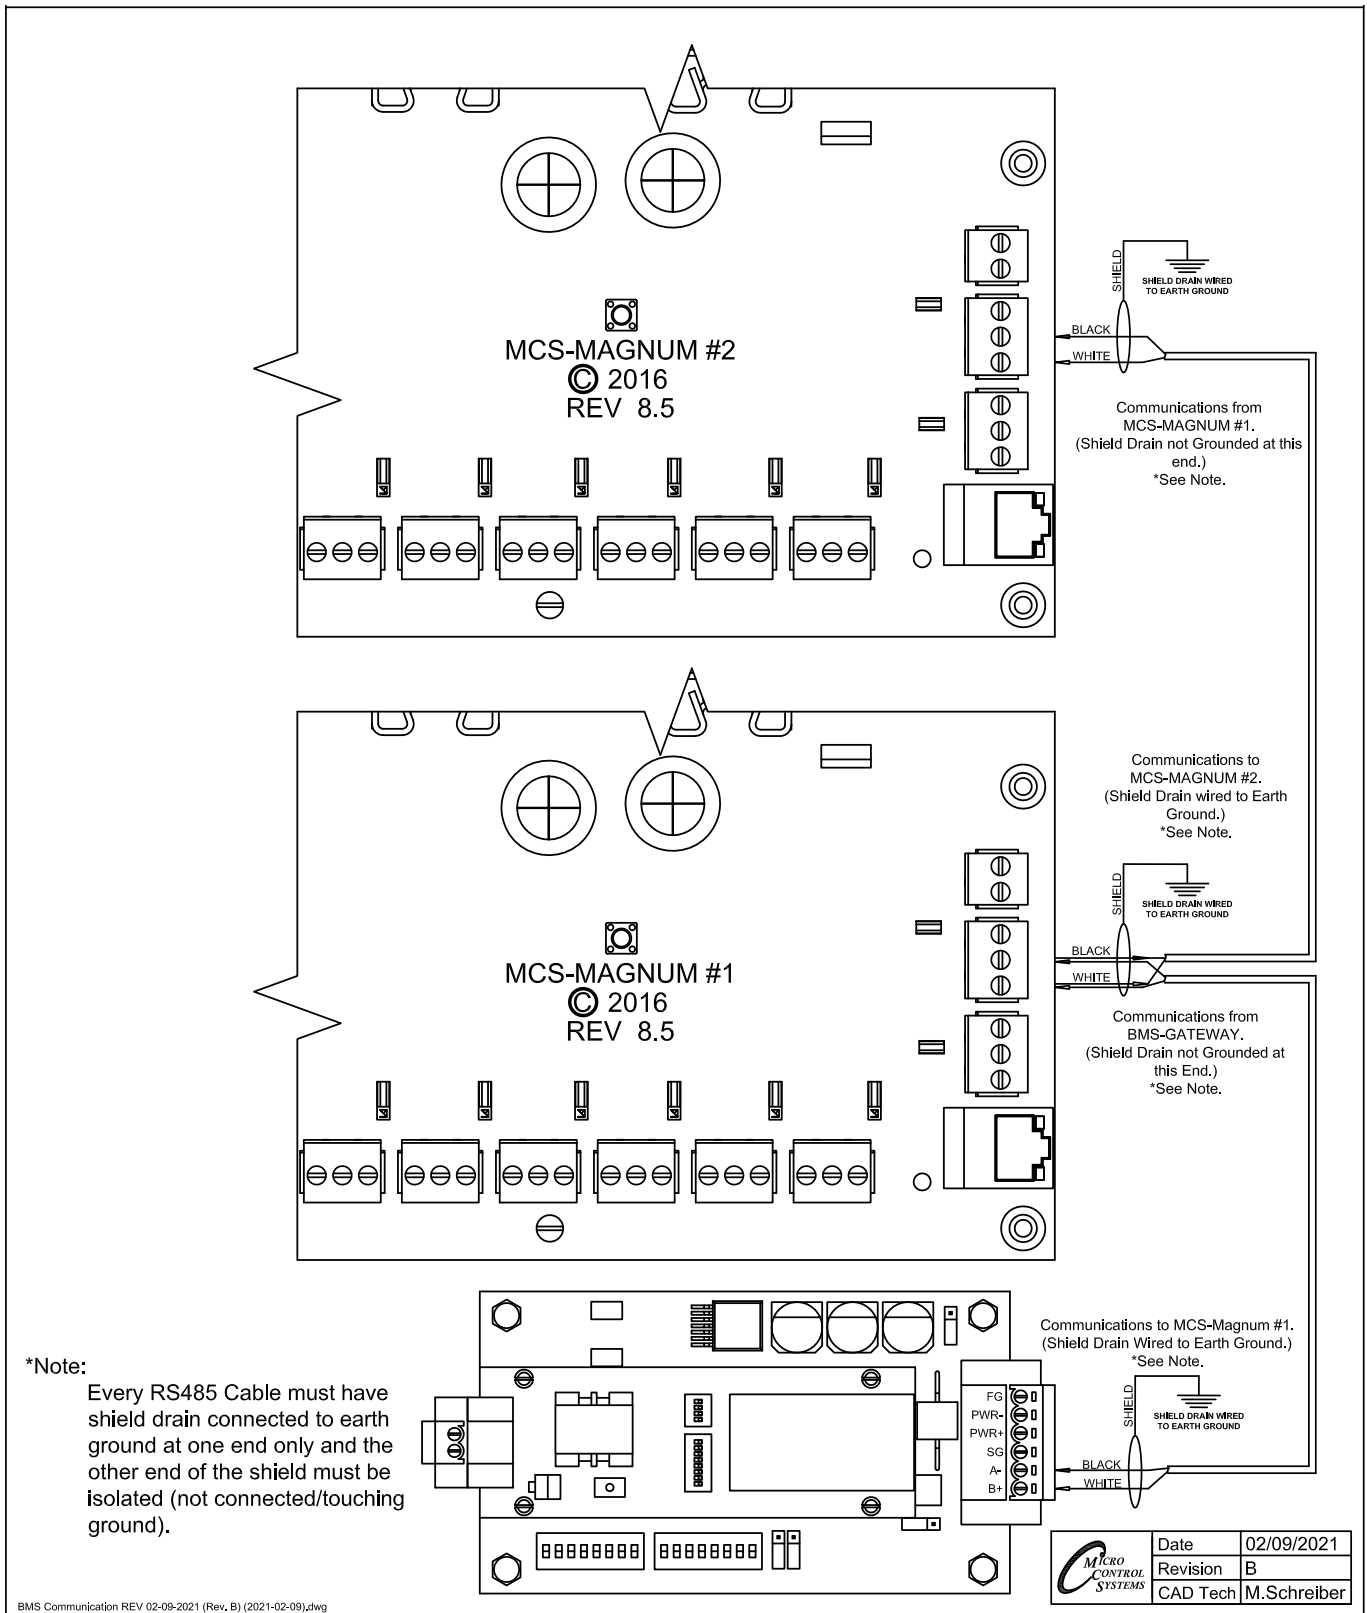 MCS-MAGNUM #2
© 2016
REV 8.5
SHIELD
SHIELD DRAIN WIRED
TO EARTH GROUND
BLACK
WHITE
Communications from
MCS-MAGNUM #1.
(Shield Drain not Grounded at this
end.)
*See Note.
Communications to
MCS-MAGNUM #2.
(Shield Drain wired to Earth
Ground.)
*See Note.
MCS-MAGNUM #1
© 2016
REV 8.5
SHIELD
SHIELD DRAIN WIRED
TO EARTH GROUND
BLACK
WHITE
Communications from
BMS-GATEWAY.
(Shield Drain not Grounded at
this End.)
*See Note.
Communications to MCS-Magnum #1.
(Shield Drain Wired to Earth Ground.)
*See Note.
SHIELD
SHIELD DRAIN WIRED
TO EARTH GROUND
FG
PWR-
PWR+
SG
A-
B+
BLACK
WHITE
*Note:
Every RS485 Cable must have
shield drain connected to earth
ground at one end only and the
other end of the shield must be
isolated (not connected/touching
ground).
MICRO
CONTROL
SYSTEMS
Date 02/09/2021
Revision B
CAD Tech M.Schreiber
BMS Communication REV 02-09-2021 (Rev. B) (2021-02-09).dwg